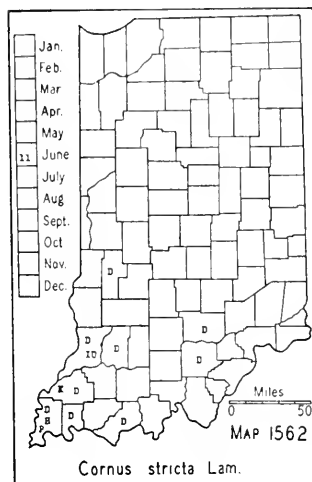 Jan.
Feb.
Mar
Apr.
May
11 June
July
Aug
Sept.
Oct
Nov.
Dec.
D
D
D
ID
D
D
K D
D
H
P
D
D
Miles
0 50
MAP 1562
Cornus stricta Lam.